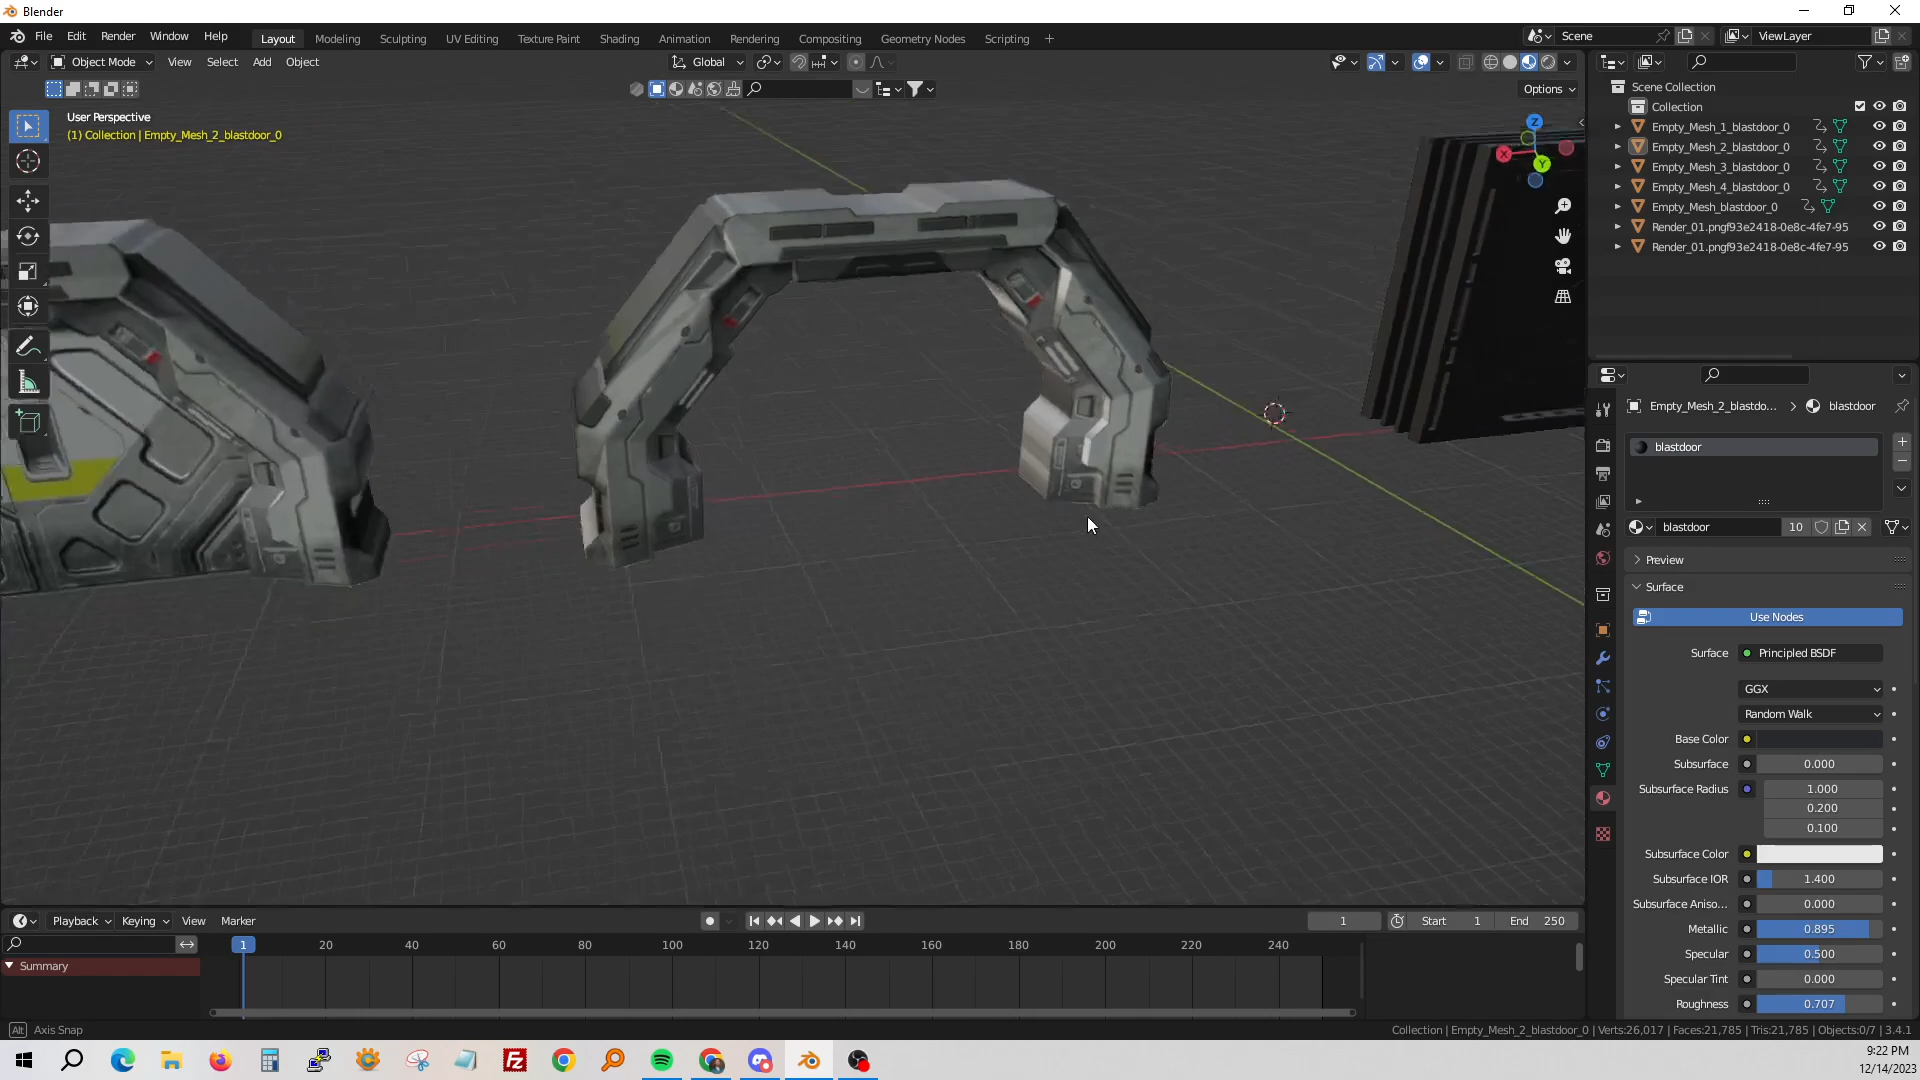 Blender
File Edit Render Window Help
Layout Modeling Sculpting UV Editing Texture Paint Shading Animation Rendering Compositing Geometry Nodes Scripting +
Scene
ViewLayer
Object Mode View Select Add Object
Global
Options
User Perspective
(1) Collection | Empty_Mesh_2_blastdoor_0
X
Y
Z
Scene Collection
Collection
Empty_Mesh_1_blastdoor_0
Empty_Mesh_2_blastdoor_0
Empty_Mesh_3_blastdoor_0
Empty_Mesh_4_blastdoor_0
Empty_Mesh_blastdoor_0
Render_01.pngf93e2418-0e8c-4fe7-95
Render_01.pngf93e2418-0e8c-4fe7-95
Empty_Mesh_2_blastdo... > blastdoor
blastdoor
blastdoor 10
Preview
Surface
Use Nodes
Surface Principled BSDF
GGX
Random Walk
Base Color
Subsurface 0.000
Subsurface Radius 1.000
0.200
0.100
Subsurface Color
Subsurface IOR 1.400
Subsurface Aniso... 0.000
Metallic 0.895
Specular 0.500
Specular Tint 0.000
Roughness 0.707
Playback Keying View Marker
1 Start 1 End 250
1 20 40 60 80 100 120 140 160 180 200 220 240
Summary
Alt Axis Snap
Collection | Empty_Mesh_2_blastdoor_0 | Verts:26,017 | Faces:21,785 | Tris:21,785 | Objects:0/7 | 3.4.1
9:22 PM
12/14/2023